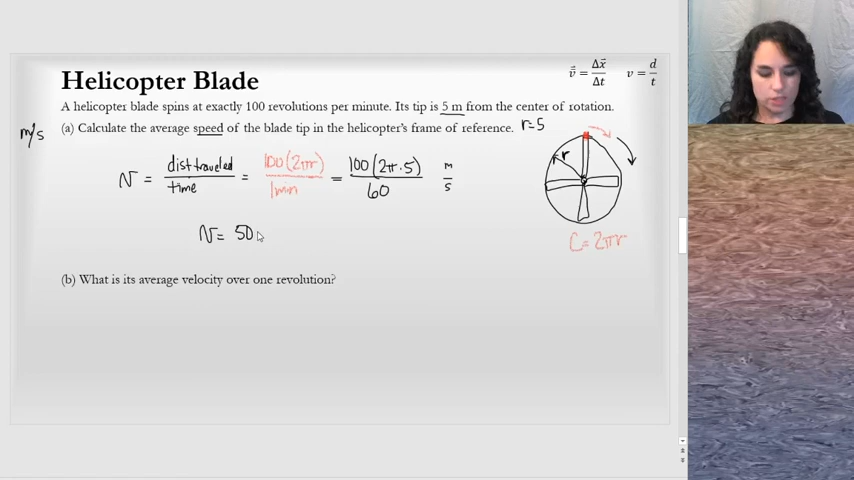 Helicopter Blade
v⃗ = Δx⃗/Δt   v = d/t
A helicopter blade spins at exactly 100 revolutions per minute. Its tip is 5 m from the center of rotation.
m/s (a) Calculate the average speed of the blade tip in the helicopter's frame of reference. r=5
v = dist traveled/time = 100(2πr)/1min = 100(2π·5)/60 m/s
r
v= 50
C=2πr
(b) What is its average velocity over one revolution?